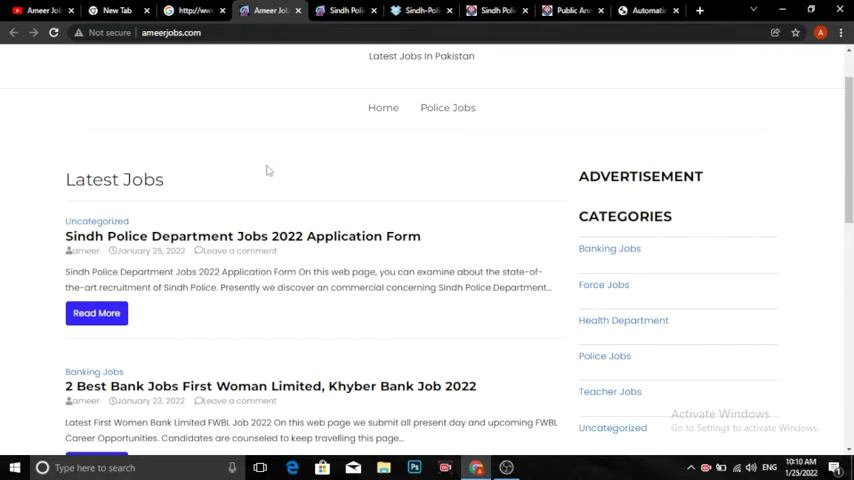 Ameer Job
New Tab
http://ww
Ameer Job
Sindh Poli
Sindh-Poli
Sindh Poli
Public Ann
Automatic
Not secure
ameerjobs.com
A
Latest Jobs In Pakistan
Home
Police Jobs
Latest Jobs
Uncategorized
Sindh Police Department Jobs 2022 Application Form
ameer January 25, 2022 Leave a comment
Sindh Police Department Jobs 2022 Application Form On this web page, you can examine about the state-of-
the-art recruitment of Sindh Police. Presently we discover an commercial concerning Sindh Police Department...
Read More
Banking Jobs
2 Best Bank Jobs First Woman Limited, Khyber Bank Job 2022
ameer January 23, 2022 Leave a comment
Latest First Women Bank Limited FWBL Job 2022 On this web page we submit all present day and upcoming FWBL
Career Opportunities. Candidates are counseled to keep travelling this page...
ADVERTISEMENT
CATEGORIES
Banking Jobs
Force Jobs
Health Department
Police Jobs
Teacher Jobs
Uncategorized
Activate Windows
Go to Settings to activate Windows.
Type here to search
Ps
ENG
10:10 AM
1/25/2022